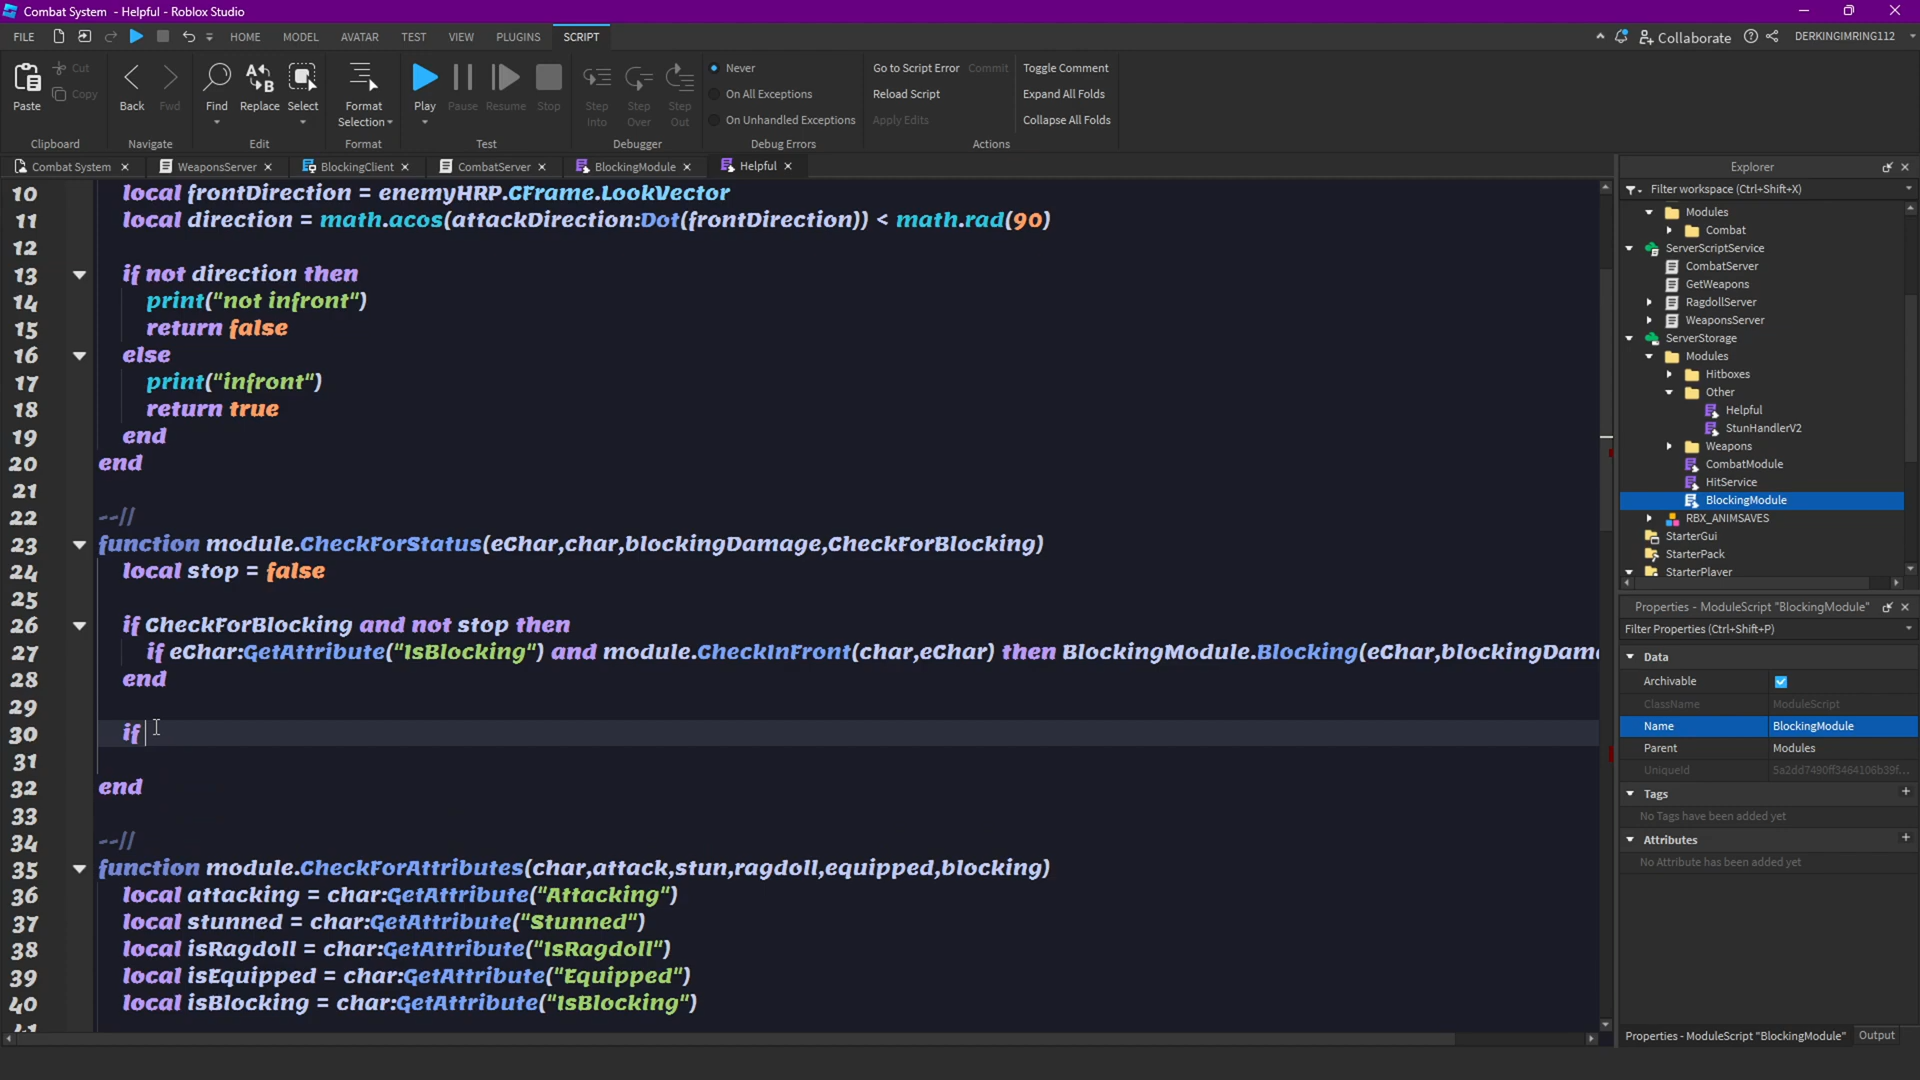 Combat System - Helpful - Roblox Studio
FILE HOME MODEL AVATAR TEST VIEW PLUGINS SCRIPT Collaborate DERKINGIMRING112
Paste Cut Copy Clipboard
Back Fwd Navigate
Find Replace Select Edit
Format Selection Format
Play Pause Resume Stop Test
Step Into Step Over Step Out Debugger
Never
On All Exceptions
On Unhandled Exceptions
Debug Errors
Go to Script Error Commit
Reload Script
Apply Edits
Toggle Comment
Expand All Folds
Collapse All Folds
Actions
Combat System WeaponsServer BlockingClient CombatServer BlockingModule Helpful
10 local frontDirection = enemyHRP.CFrame.LookVector
11 local direction = math.acos(attackDirection:Dot(frontDirection)) < math.rad(90)
12
13 if not direction then
14 print("not infront")
15 return false
16 else
17 print("infront")
18 return true
19 end
20 end
21
22 --//
23 function module.CheckForStatus(eChar,char,blockingDamage,CheckForBlocking)
24 local stop = false
25
26 if CheckForBlocking and not stop then
27 if eChar:GetAttribute("IsBlocking") and module.CheckInFront(char,eChar) then BlockingModule.Blocking(eChar,blockingDam
28 end
29
30 if
31
32 end
33
34 --//
35 function module.CheckForAttributes(char,attack,stun,ragdoll,equipped,blocking)
36 local attacking = char:GetAttribute("Attacking")
37 local stunned = char:GetAttribute("Stunned")
38 local isRagdoll = char:GetAttribute("IsRagdoll")
39 local isEquipped = char:GetAttribute("Equipped")
40 local isBlocking = char:GetAttribute("IsBlocking")
41
Explorer
Filter workspace (Ctrl+Shift+X)
Modules
Combat
ServerScriptService
CombatServer
GetWeapons
RagdollServer
WeaponsServer
ServerStorage
Modules
Hitboxes
Other
Helpful
StunHandlerV2
Weapons
CombatModule
HitService
BlockingModule
RBX_ANIMSAVES
StarterGui
StarterPack
StarterPlayer
Properties - ModuleScript "BlockingModule"
Filter Properties (Ctrl+Shift+P)
Data
Archivable
ClassName ModuleScript
Name BlockingModule
Parent Modules
UniqueId 5a2dd7490ff3464106b39f...
Tags
No Tags have been added yet
Attributes
No Attribute has been added yet
Properties - ModuleScript "BlockingModule" Output